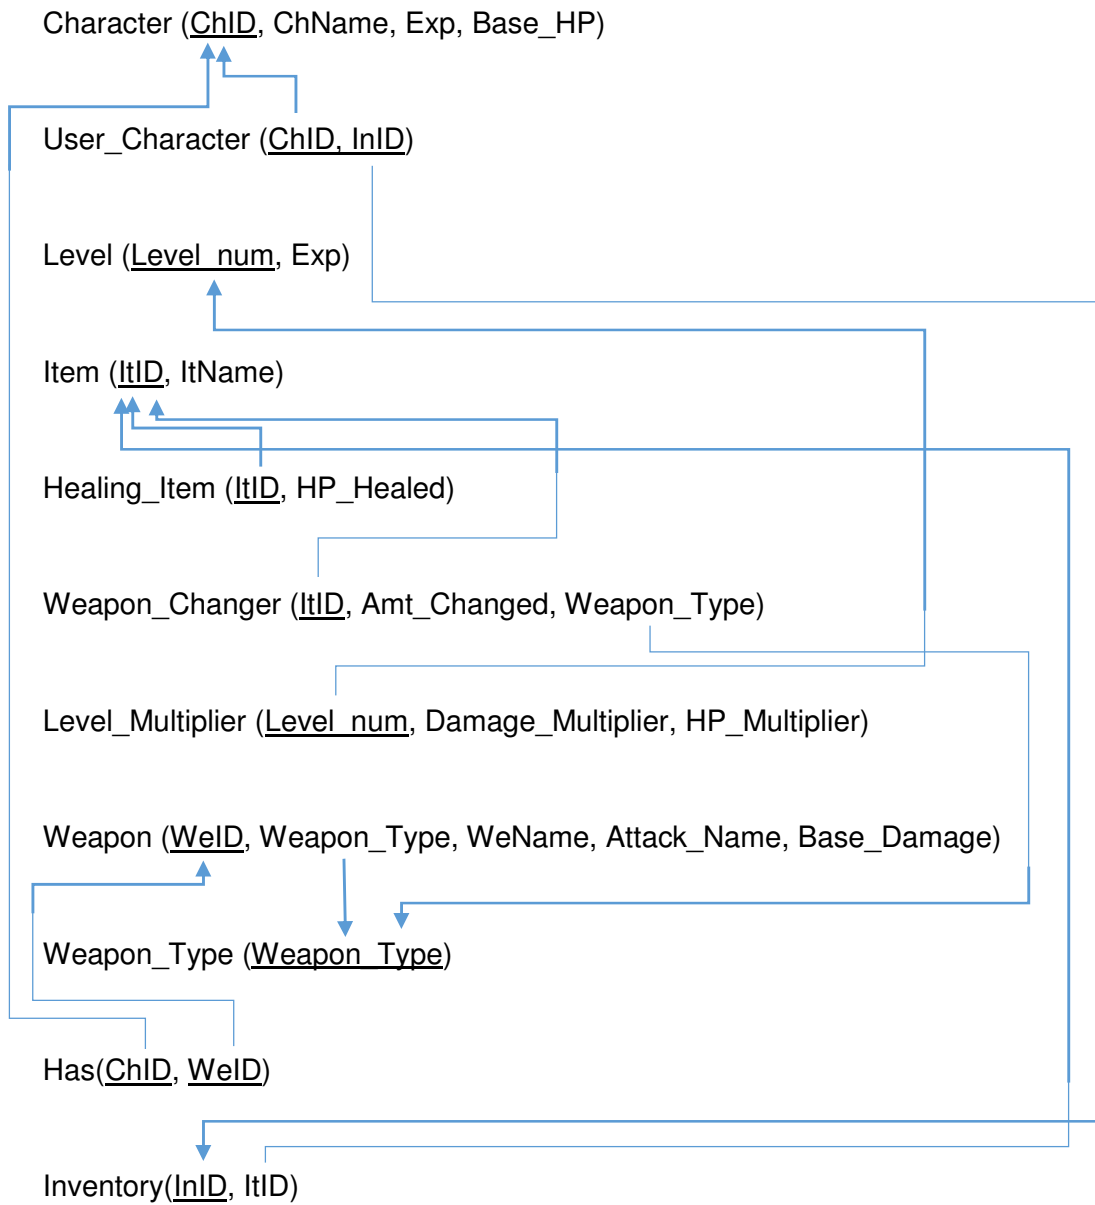 Character (ChID, ChName, Exp, Base_HP)
User_Character (ChID, InID)
Level (Level_num, Exp)
Item (ItID, ItName)
Healing_Item (ItID, HP_Healed)
Weapon_Changer (ItID, Amt_Changed, Weapon_Type)
Level_Multiplier (Level_num, Damage_Multiplier, HP_Multiplier)
Weapon (WeID, Weapon_Type, WeName, Attack_Name, Base_Damage)
Weapon_Type (Weapon_Type)
Has(ChID, WeID)
Inventory(InID, ItID)